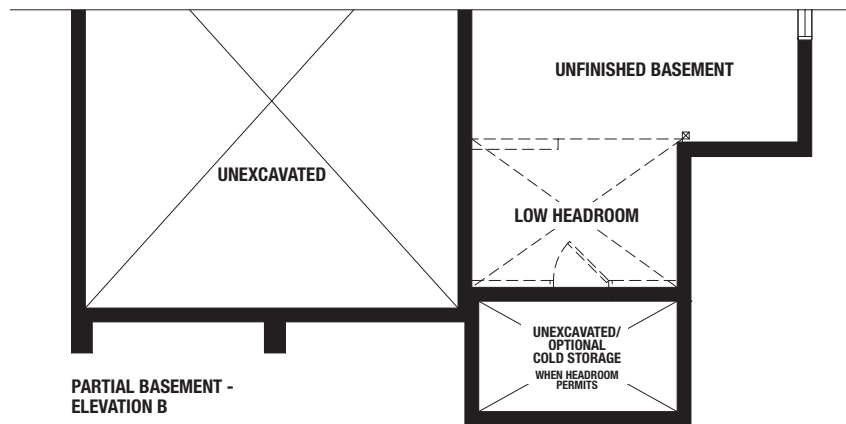 UNFINISHED BASEMENT
UNEXCAVATED
LOW HEADROOM
UNEXCAVATED/
OPTIONAL
COLD STORAGE
WHEN HEADROOM
PERMITS
PARTIAL BASEMENT -
ELEVATION B